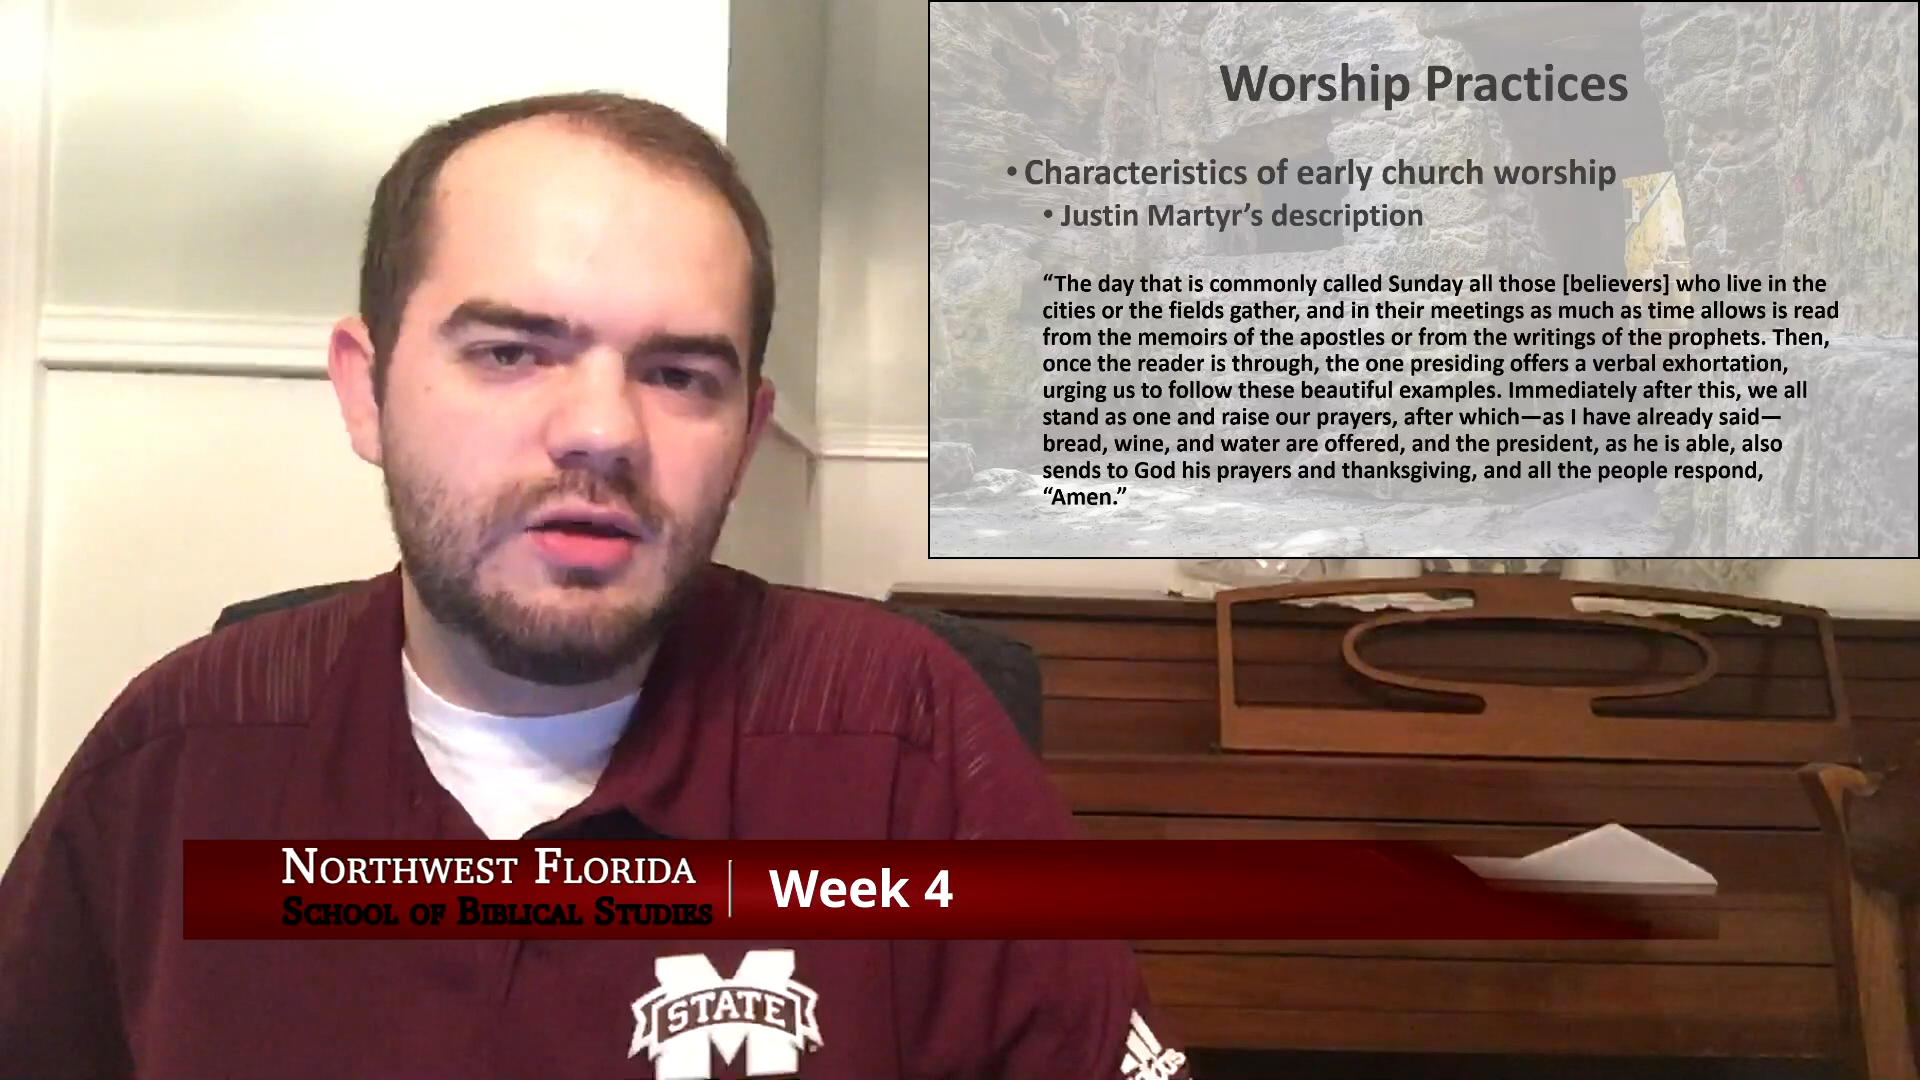 Worship Practices
• Characteristics of early church worship
• Justin Martyr’s description
“The day that is commonly called Sunday all those [believers] who live in the
cities or the fields gather, and in their meetings as much as time allows is read
from the memoirs of the apostles or from the writings of the prophets. Then,
once the reader is through, the one presiding offers a verbal exhortation,
urging us to follow these beautiful examples. Immediately after this, we all
stand as one and raise our prayers, after which—as I have already said—
bread, wine, and water are offered, and the president, as he is able, also
sends to God his prayers and thanksgiving, and all the people respond,
“Amen.”
Northwest Florida
School of Biblical Studies
Week 4
M
STATE
adidas